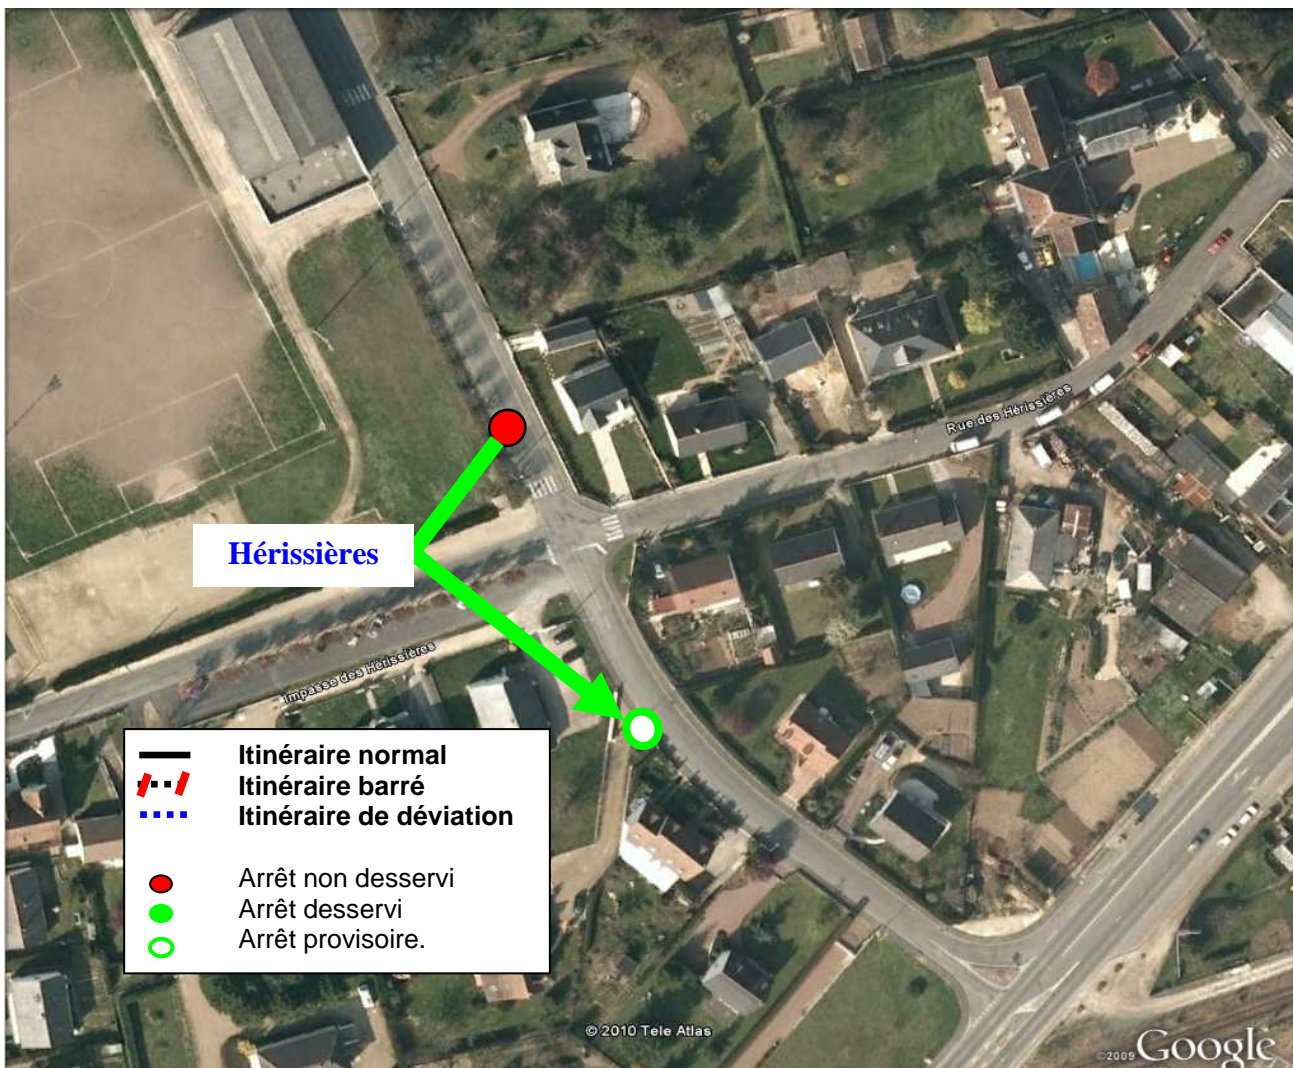 Rue des Hérissières
Hérissières
Impasse des Hérissières
Itinéraire normal
Itinéraire barré
Itinéraire de déviation
Arrêt non desservi
Arrêt desservi
Arrêt provisoire.
© 2010 Tele Atlas
©2009 Google